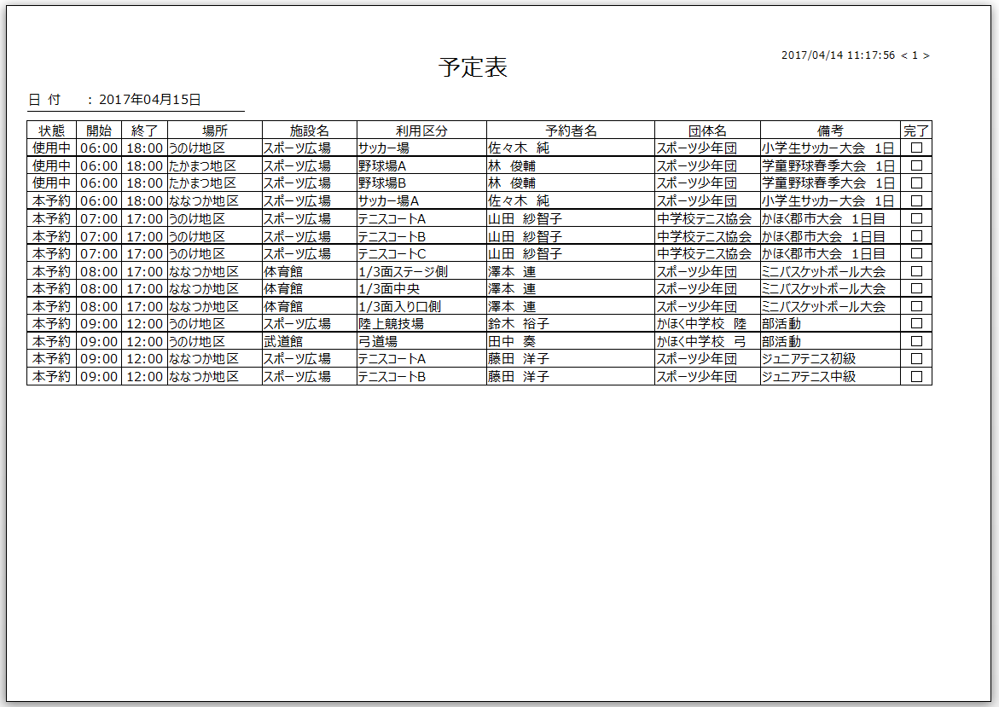 2017/04/14 11:17:56 < 1 >
予定表
日 付 : 2017年04月15日
状態 開始 終了 場所 施設名 利用区分 予約者名 団体名 備考 完了
使用中 06:00 18:00 うのけ地区 スポーツ広場 サッカー場 佐々木 純 スポーツ少年団 小学生サッカー大会 1日 □
使用中 06:00 18:00 たかまつ地区 スポーツ広場 野球場A 林 俊輔 スポーツ少年団 学童野球春季大会 1日 □
使用中 06:00 18:00 たかまつ地区 スポーツ広場 野球場B 林 俊輔 スポーツ少年団 学童野球春季大会 1日 □
本予約 06:00 18:00 ななつか地区 スポーツ広場 サッカー場A 佐々木 純 スポーツ少年団 小学生サッカー大会 1日 □
本予約 07:00 17:00 うのけ地区 スポーツ広場 テニスコートA 山田 紗智子 中学校テニス協会 かほく郡市大会 1日目 □
本予約 07:00 17:00 うのけ地区 スポーツ広場 テニスコートB 山田 紗智子 中学校テニス協会 かほく郡市大会 1日目 □
本予約 07:00 17:00 うのけ地区 スポーツ広場 テニスコートC 山田 紗智子 中学校テニス協会 かほく郡市大会 1日目 □
本予約 08:00 17:00 ななつか地区 体育館 1/3面ステージ側 澤本 連 スポーツ少年団 ミニバスケットボール大会 □
本予約 08:00 17:00 ななつか地区 体育館 1/3面中央 澤本 連 スポーツ少年団 ミニバスケットボール大会 □
本予約 08:00 17:00 ななつか地区 体育館 1/3面入り口側 澤本 連 スポーツ少年団 ミニバスケットボール大会 □
本予約 09:00 12:00 うのけ地区 スポーツ広場 陸上競技場 鈴木 裕子 かほく中学校 陸 部活動 □
本予約 09:00 12:00 うのけ地区 武道館 弓道場 田中 奏 かほく中学校 弓 部活動 □
本予約 09:00 12:00 ななつか地区 スポーツ広場 テニスコートA 藤田 洋子 スポーツ少年団 ジュニアテニス初級 □
本予約 09:00 12:00 ななつか地区 スポーツ広場 テニスコートB 藤田 洋子 スポーツ少年団 ジュニアテニス中級 □